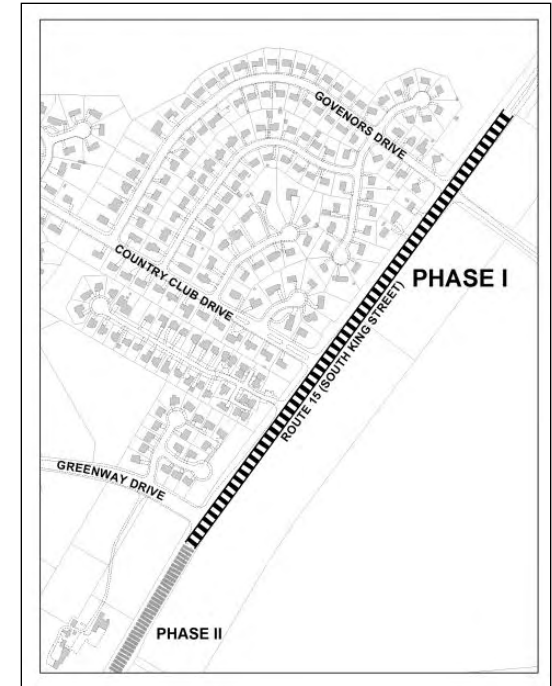 GOVENORS DRIVE
COUNTRY CLUB DRIVE
PHASE I
ROUTE 15 (SOUTH KING STREET)
GREENWAY DRIVE
PHASE II